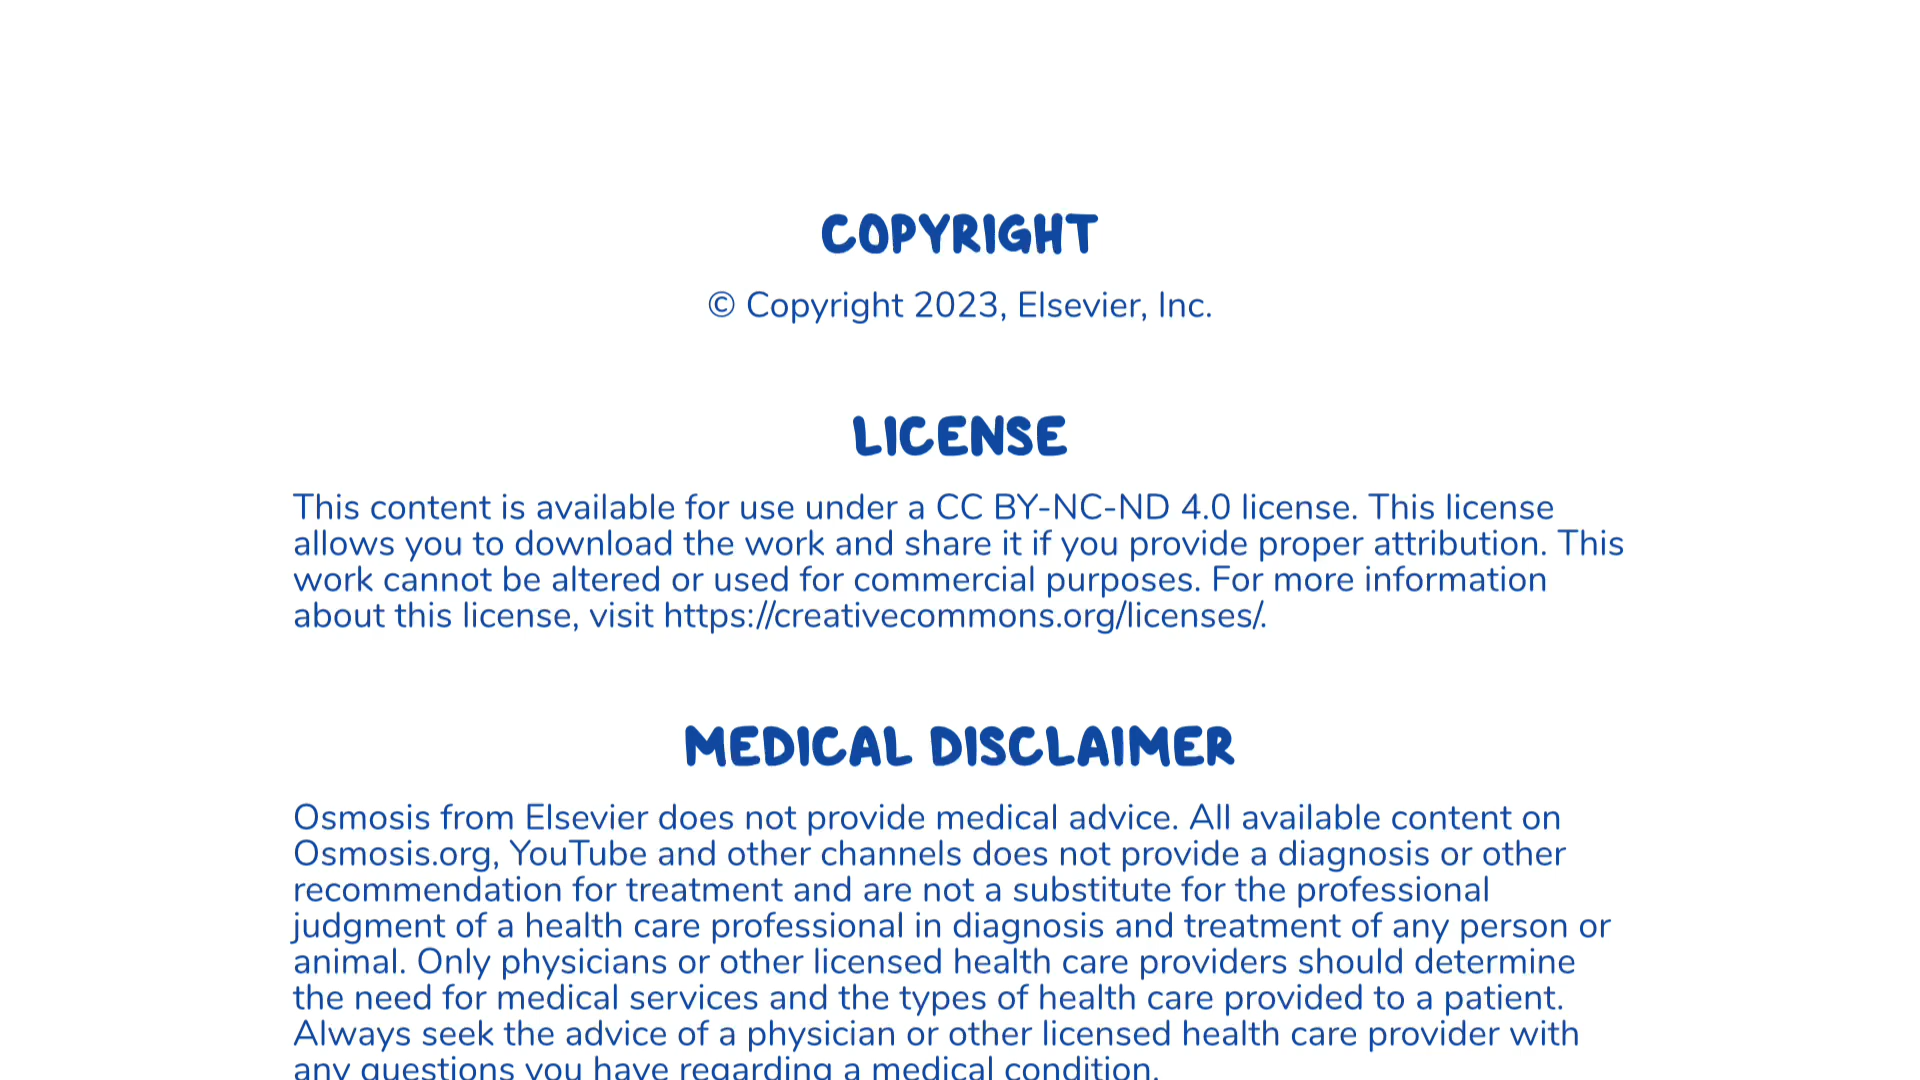 COPYRIGHT
© Copyright 2023, Elsevier, Inc.
LICENSE
This content is available for use under a CC BY-NC-ND 4.0 license. This license
allows you to download the work and share it if you provide proper attribution. This
work cannot be altered or used for commercial purposes. For more information
about this license, visit https://creativecommons.org/licenses/.
MEDICAL DISCLAIMER
Osmosis from Elsevier does not provide medical advice. All available content on
Osmosis.org, YouTube and other channels does not provide a diagnosis or other
recommendation for treatment and are not a substitute for the professional
judgment of a health care professional in diagnosis and treatment of any person or
animal. Only physicians or other licensed health care providers should determine
the need for medical services and the types of health care provided to a patient.
Always seek the advice of a physician or other licensed health care provider with
any questions you have regarding a medical condition.